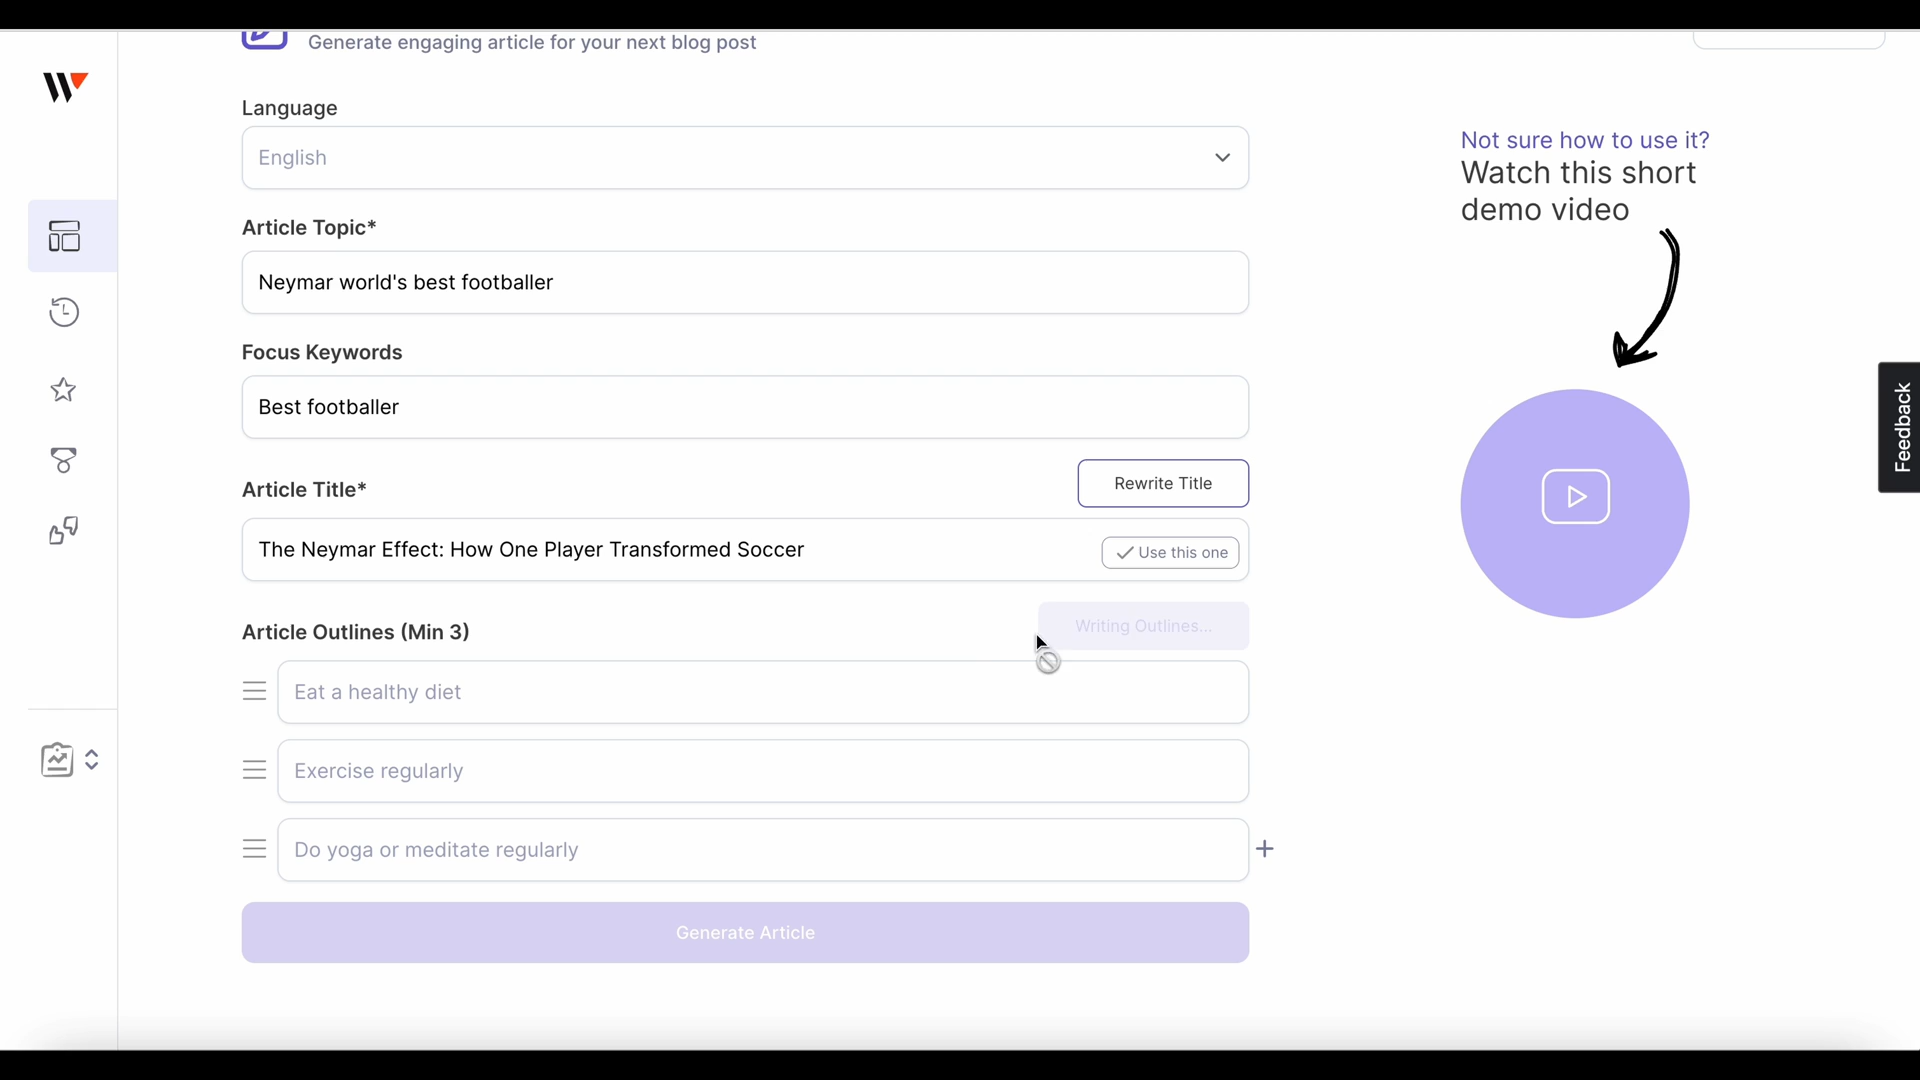 Generate engaging article for your next blog post
Language
English
Article Topic*
Neymar world's best footballer
Focus Keywords
Best footballer
Article Title*
Rewrite Title
The Neymar Effect: How One Player Transformed Soccer
Use this one
Article Outlines (Min 3)
Writing Outlines...
Eat a healthy diet
Exercise regularly
Do yoga or meditate regularly
Generate Article
Not sure how to use it?
Watch this short
demo video
Feedback